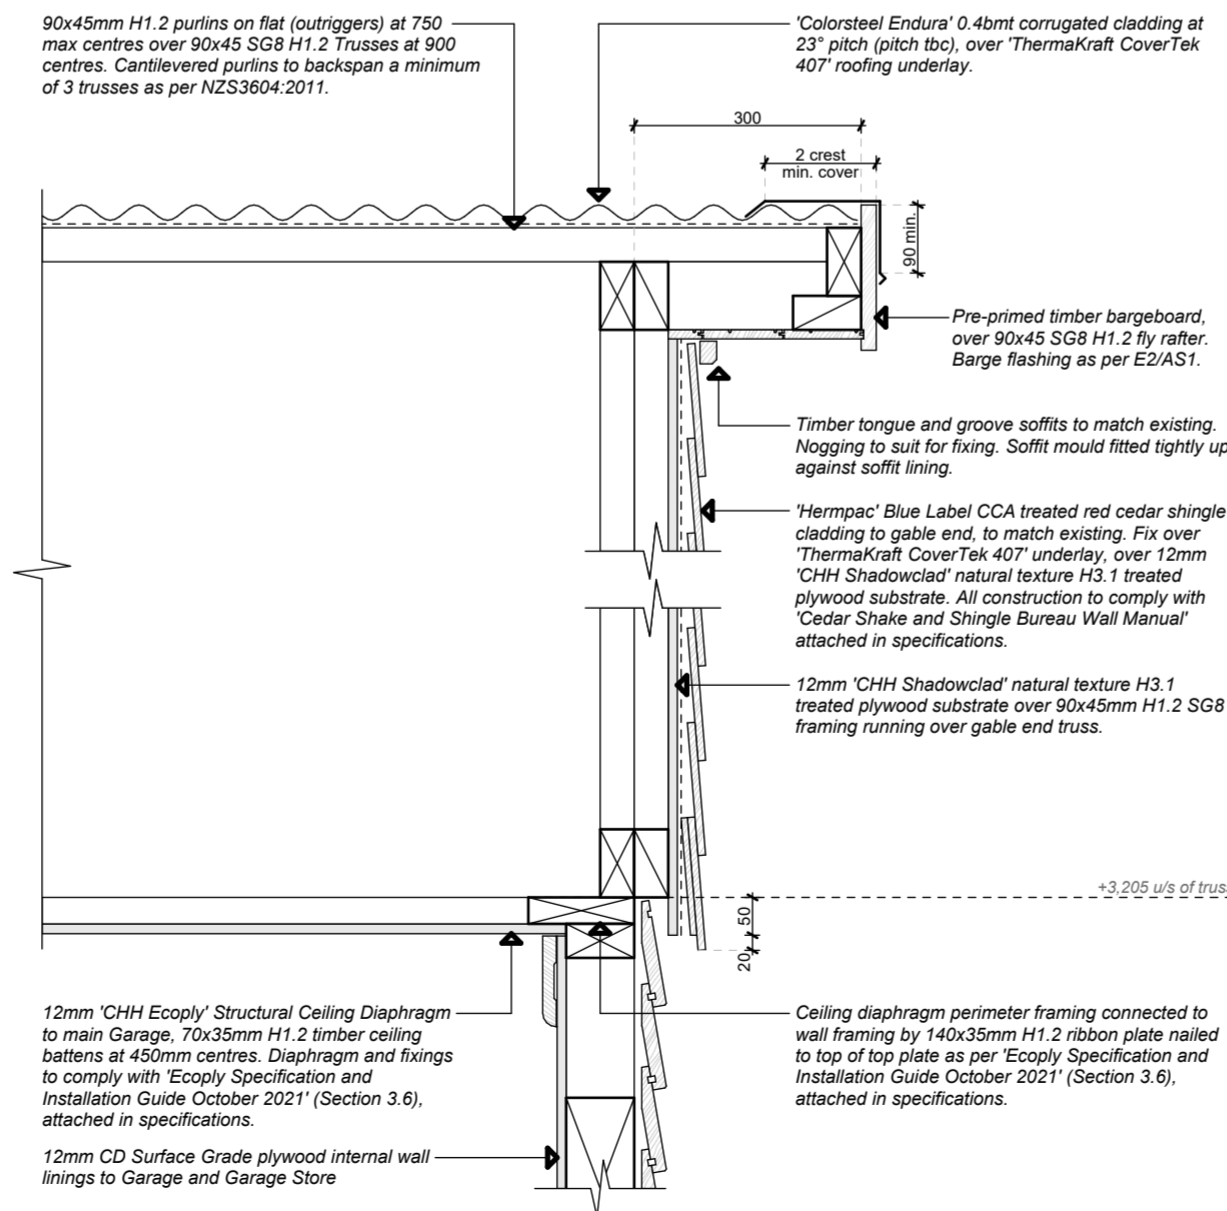 90x45mm H1.2 purlins on flat (outriggers) at 750
max centres over 90x45 SG8 H1.2 Trusses at 900
centres. Cantilevered purlins to backspan a minimum
of 3 trusses as per NZS3604:2011.
'Colorsteel Endura' 0.4bmt corrugated cladding at
23° pitch (pitch tbc), over 'ThermaKraft CoverTek
407' roofing underlay.
300
2 crest
min. cover
90 min.
Pre-primed timber bargeboard,
over 90x45 SG8 H1.2 fly rafter.
Barge flashing as per E2/AS1.
Timber tongue and groove soffits to match existing.
Nogging to suit for fixing. Soffit mould fitted tightly up
against soffit lining.
'Hermpac' Blue Label CCA treated red cedar shingle
cladding to gable end, to match existing. Fix over
'ThermaKraft CoverTek 407' underlay, over 12mm
'CHH Shadowclad' natural texture H3.1 treated
plywood substrate. All construction to comply with
'Cedar Shake and Shingle Bureau Wall Manual'
attached in specifications.
12mm 'CHH Shadowclad' natural texture H3.1
treated plywood substrate over 90x45mm H1.2 SG8
framing running over gable end truss.
+3,205 u/s of truss
50
20
12mm 'CHH Ecoply' Structural Ceiling Diaphragm
to main Garage, 70x35mm H1.2 timber ceiling
battens at 450mm centres. Diaphragm and fixings
to comply with 'Ecoply Specification and
Installation Guide October 2021' (Section 3.6),
attached in specifications.
Ceiling diaphragm perimeter framing connected to
wall framing by 140x35mm H1.2 ribbon plate nailed
to top of top plate as per 'Ecoply Specification and
Installation Guide October 2021' (Section 3.6),
attached in specifications.
12mm CD Surface Grade plywood internal wall
linings to Garage and Garage Store